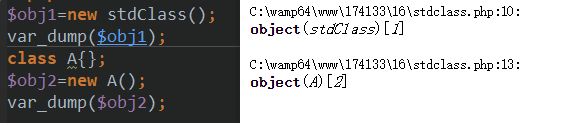 $obj1=new stdClass();
var_dump($obj1);
class A{};
$obj2=new A();
var_dump($obj2);
C:\wamp64\www\174133\16\stdclass.php:10:
object(stdClass)[1]
C:\wamp64\www\174133\16\stdclass.php:13:
object(A)[2]